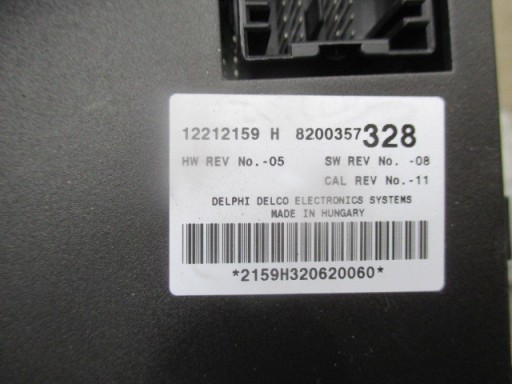 12212159 H 8200357328
HW REV No.-05 SW REV No. -08
CAL REV No.-11
DELPHI DELCO ELECTRONICS SYSTEMS
MADE IN HUNGARY
*2159H320620060*